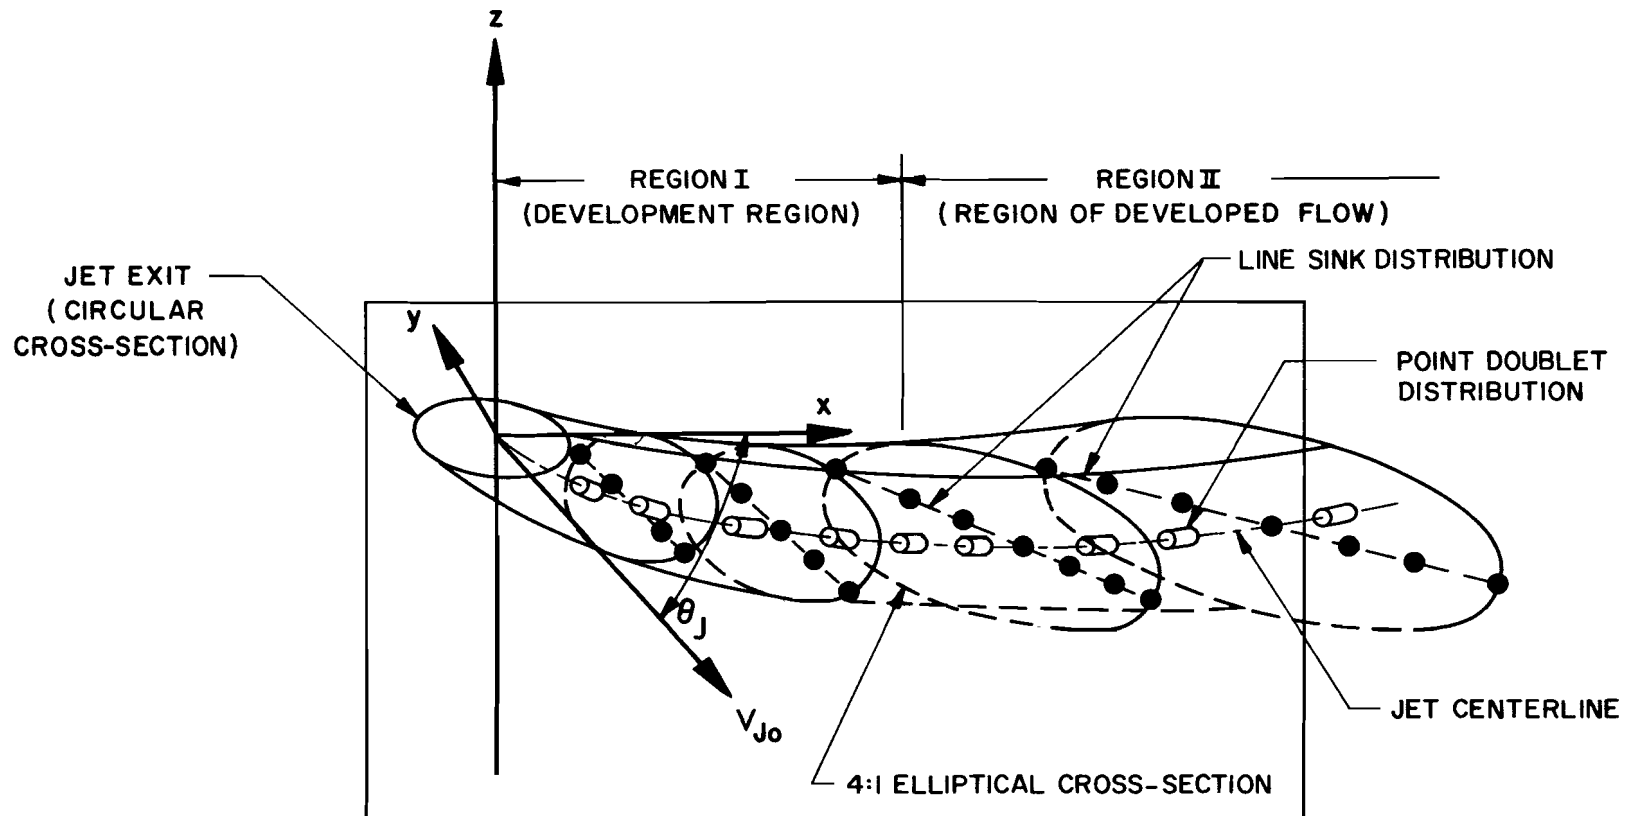 z
REGION I
(DEVELOPMENT REGION)
REGION II
(REGION OF DEVELOPED FLOW)
JET EXIT
(CIRCULAR
CROSS-SECTION)
LINE SINK DISTRIBUTION
y
x
POINT DOUBLET
DISTRIBUTION
θJ
VJo
JET CENTERLINE
4:1 ELLIPTICAL CROSS-SECTION